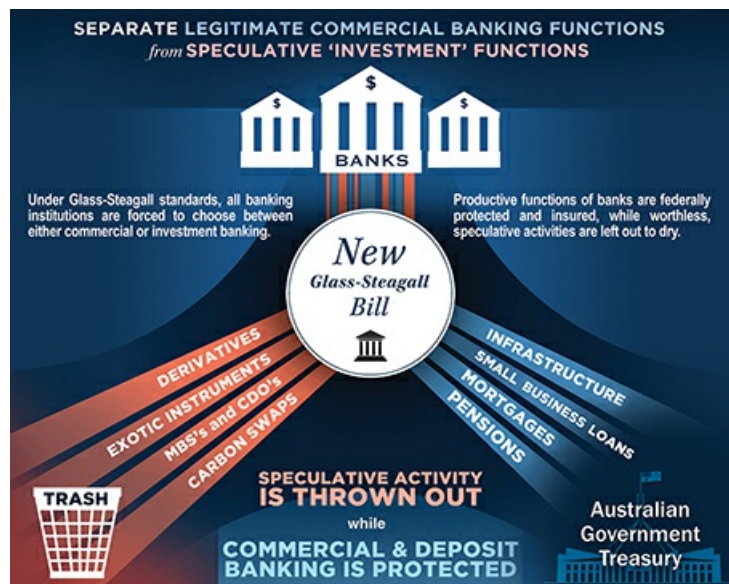 SEPARATE LEGITIMATE COMMERCIAL BANKING FUNCTIONS
from SPECULATIVE ‘INVESTMENT’ FUNCTIONS
$
$
$
BANKS
Under Glass-Steagall standards, all banking
institutions are forced to choose between
either commercial or investment banking.
Productive functions of banks are federally
protected and insured, while worthless,
speculative activities are left out to dry.
New
Glass-Steagall
Bill
DERIVATIVES
EXOTIC INSTRUMENTS
MBS's and CDO's
CARBON SWAPS
INFRASTRUCTURE
SMALL BUSINESS LOANS
MORTGAGES
PENSIONS
TRASH
SPECULATIVE ACTIVITY
IS THROWN OUT
while
COMMERCIAL & DEPOSIT
BANKING IS PROTECTED
Australian
Government
Treasury